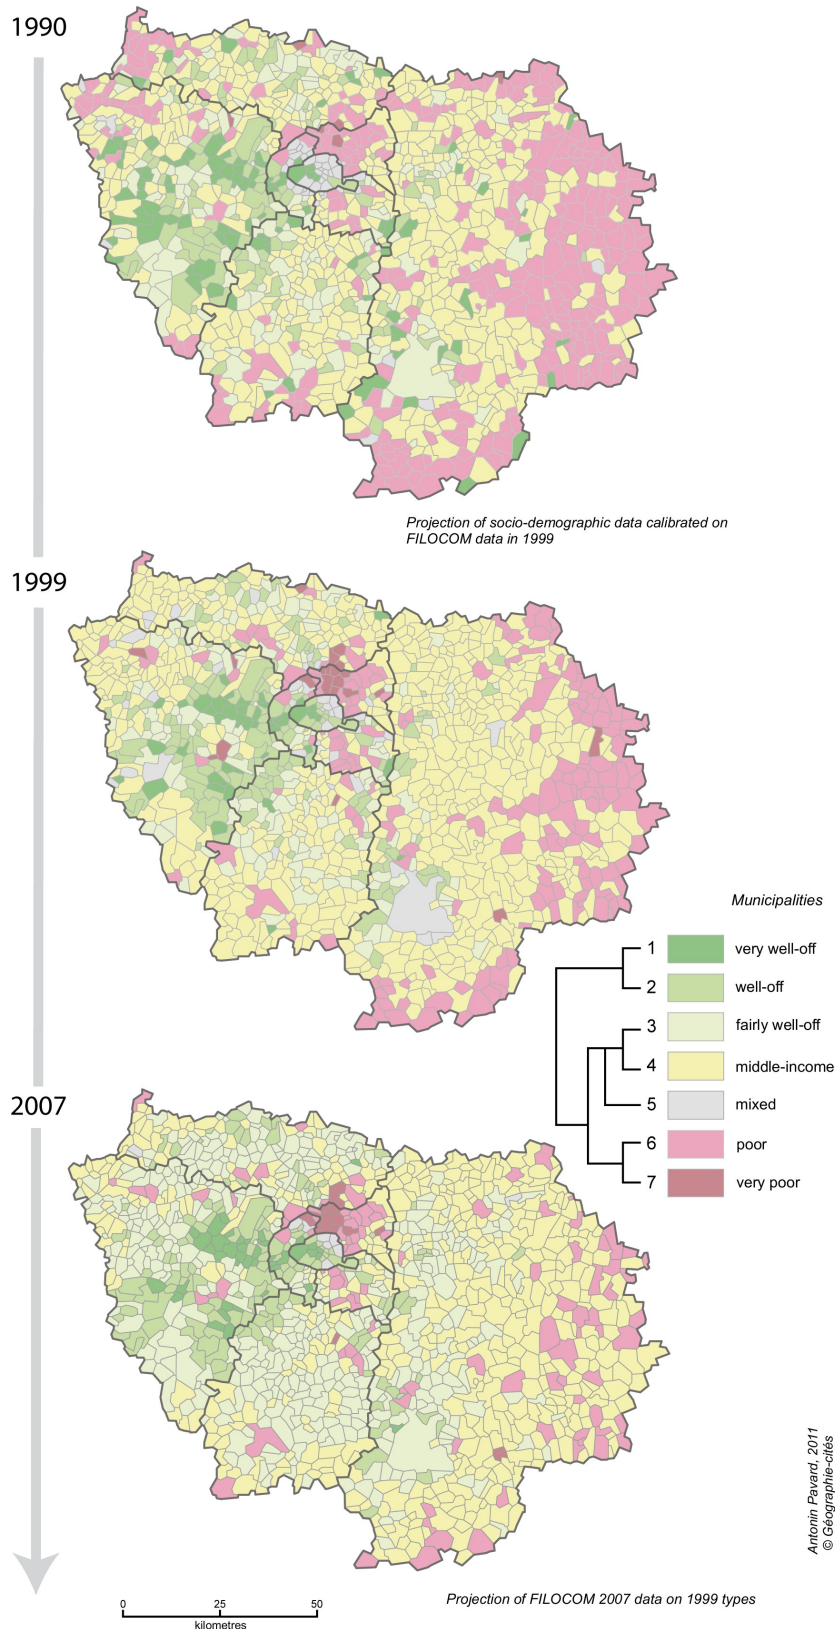 1990
Projection of socio-demographic data calibrated on
FILOCOM data in 1999
1999
Municipalities
1 very well-off
2 well-off
3 fairly well-off
4 middle-income
5 mixed
6 poor
7 very poor
2007
Antonin Pavard, 2011
© Géographie-cités
Projection of FILOCOM 2007 data on 1999 types
0 25 50
kilometres